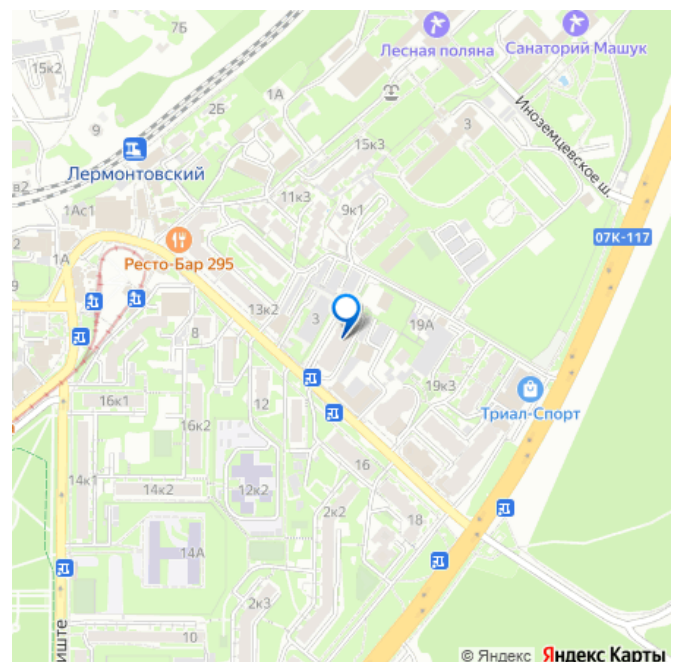 7Б
Лесная поляна
Санаторий Машук
15к2
1А
2Б
9
3
Иноземцевское ш.
Лермонтовский
15к3
в2
11к3
9к1
1Ас1
07К-117
2
1А
Ресто-Бар 295
9
13к2
3
19А
8
19к3
Триал-Спорт
16к1
12
16к2
16
14к1
14к2
12к2
2к2
18
14А
2к3
10
иште
© Яндекс Яндекс Карты